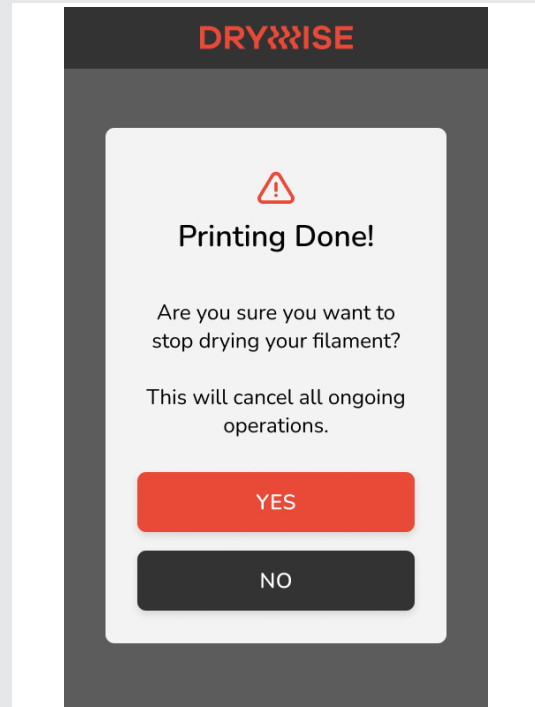 DRYWISE
Printing Done!
Are you sure you want to
stop drying your filament?
This will cancel all ongoing
operations.
YES
NO